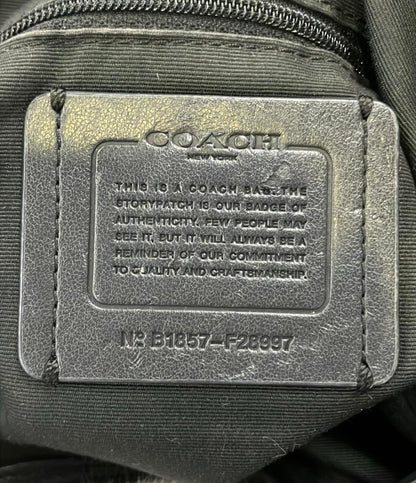 COACH
NEW YORK
THIS IS A COACH BAG. THE
STORYPATCH IS OUR BADGE OF
AUTHENTICITY. FEW PEOPLE MAY
SEE IT, BUT IT WILL ALWAYS BE A
REMINDER OF OUR COMMITMENT
TO QUALITY AND CRAFTSMANSHIP.
Nº B1857-F28997